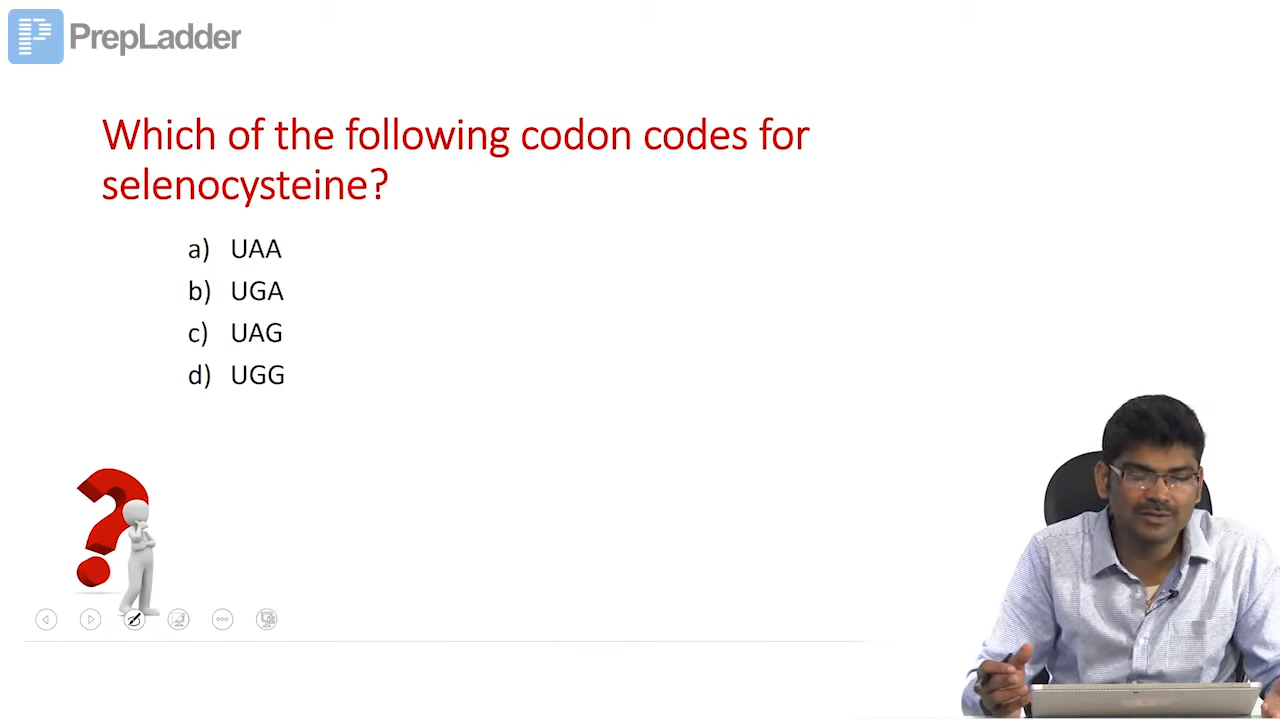 PrepLadder
Which of the following codon codes for
selenocysteine?
a) UAA
b) UGA
c) UAG
d) UGG